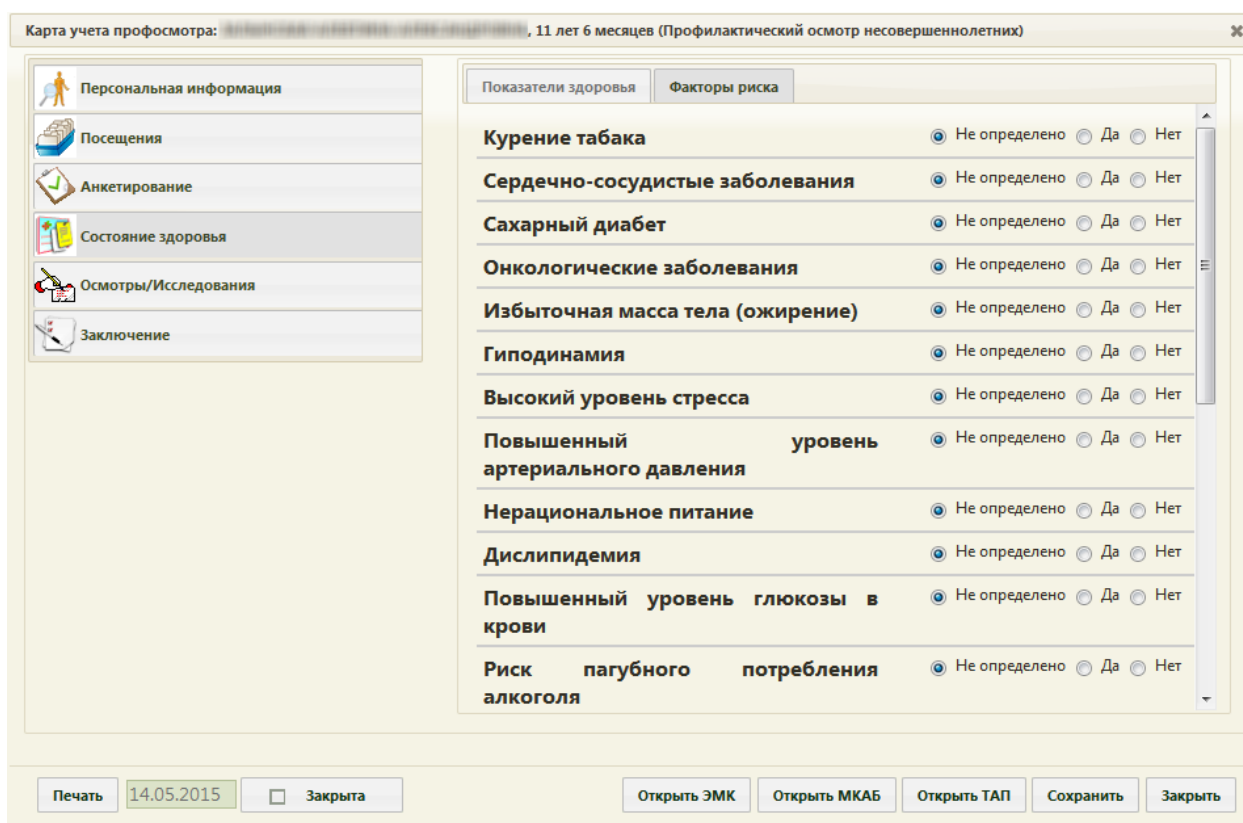 Карта учета профосмотра: , 11 лет 6 месяцев (Профилактический осмотр несовершеннолетних)
Персональная информация
Посещения
Анкетирование
Состояние здоровья
Осмотры/Исследования
Заключение
Показатели здоровья Факторы риска
Курение табака Не определено Да Нет
Сердечно-сосудистые заболевания Не определено Да Нет
Сахарный диабет Не определено Да Нет
Онкологические заболевания Не определено Да Нет
Избыточная масса тела (ожирение) Не определено Да Нет
Гиподинамия Не определено Да Нет
Высокий уровень стресса Не определено Да Нет
Повышенный уровень Не определено Да Нет
артериального давления
Нерациональное питание Не определено Да Нет
Дислипидемия Не определено Да Нет
Повышенный уровень глюкозы в Не определено Да Нет
крови
Риск пагубного потребления Не определено Да Нет
алкоголя
Печать 14.05.2015 Закрыта Открыть ЭМК Открыть МКАБ Открыть ТАП Сохранить Закрыть